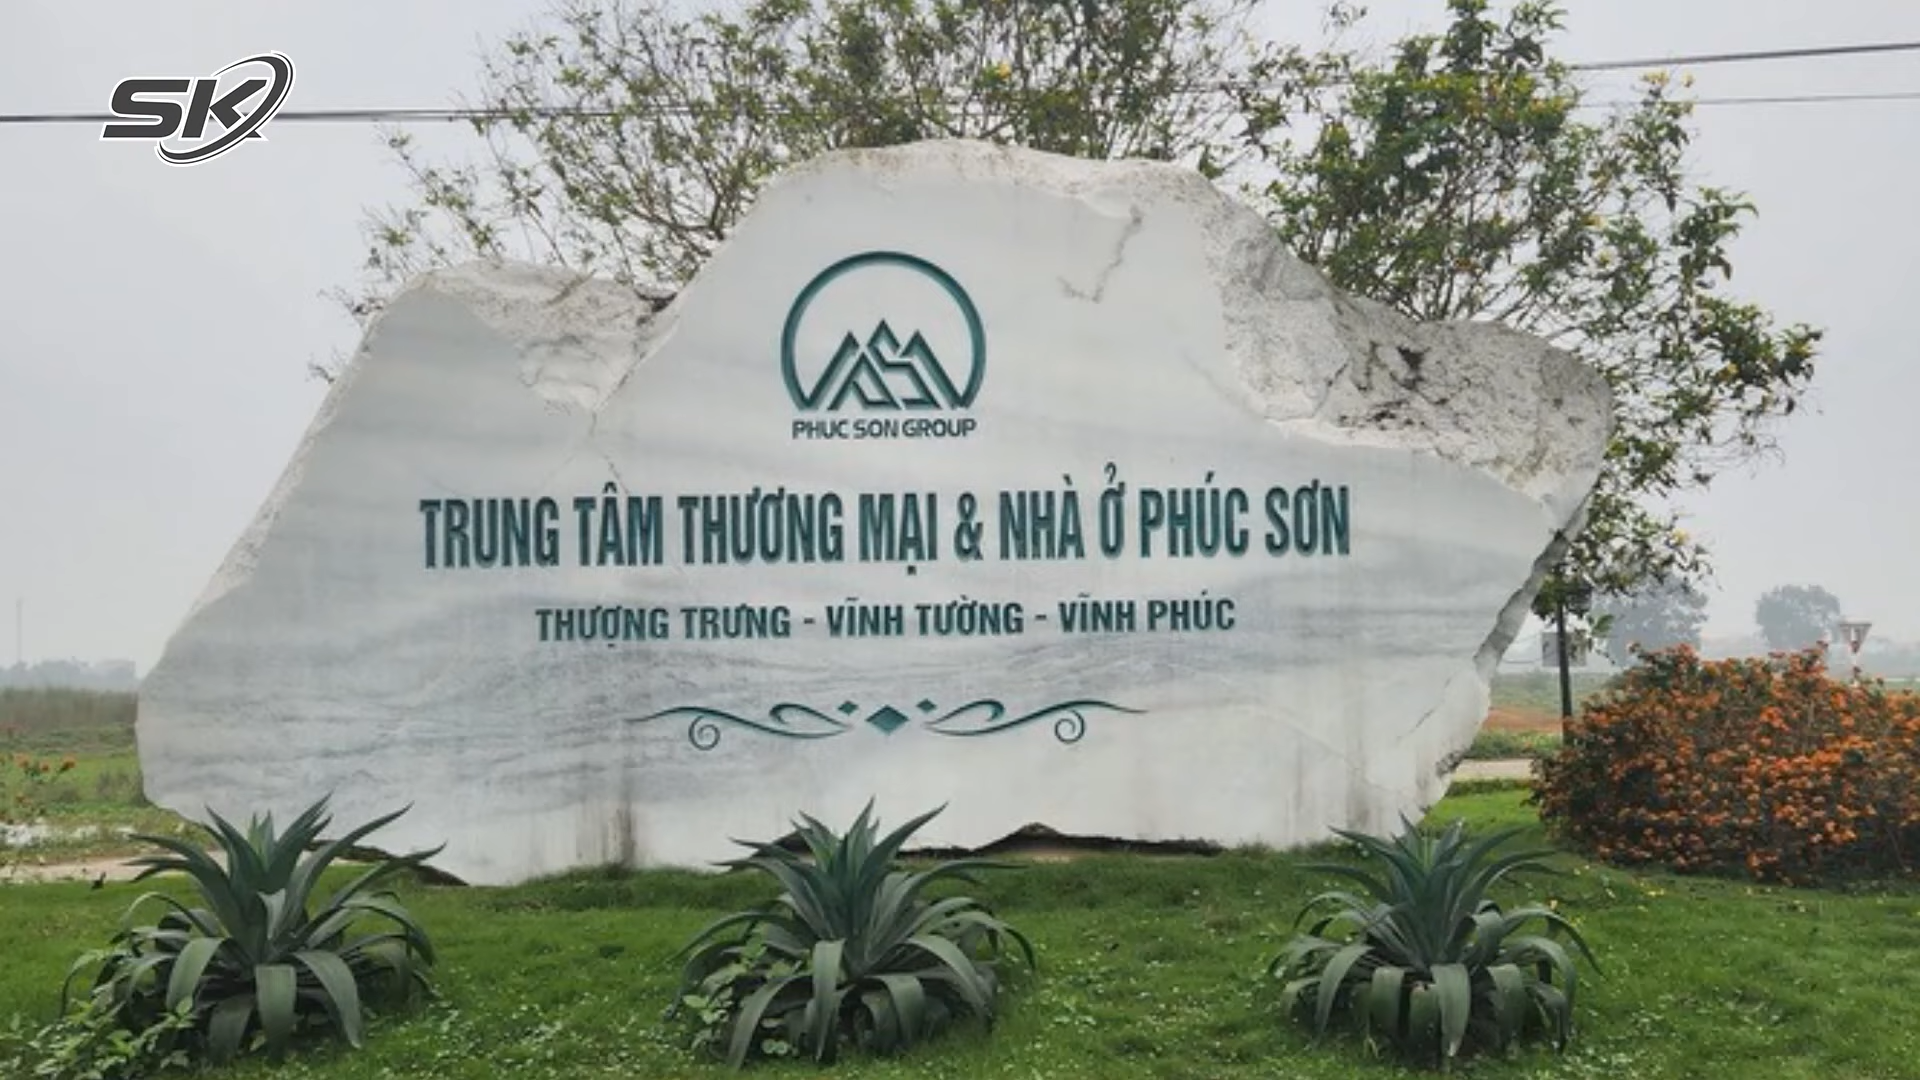 SK
PHUC SON GROUP
TRUNG TÂM THƯƠNG MẠI & NHÀ Ở PHÚC SƠN
THƯỢNG TRƯNG - VĨNH TƯỜNG - VĨNH PHÚC